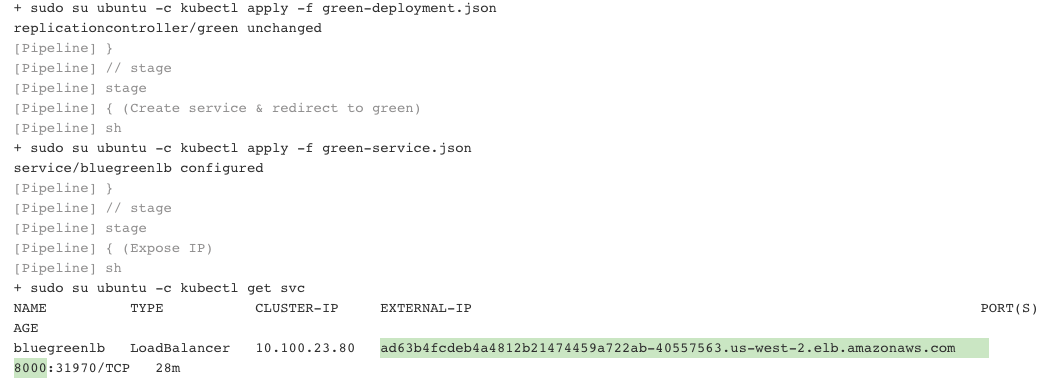 + sudo su ubuntu -c kubectl apply -f green-deployment.json
replicationcontroller/green unchanged
[Pipeline] }
[Pipeline] // stage
[Pipeline] stage
[Pipeline] { (Create service & redirect to green)
[Pipeline] sh
+ sudo su ubuntu -c kubectl apply -f green-service.json
service/bluegreenlb configured
[Pipeline] }
[Pipeline] // stage
[Pipeline] stage
[Pipeline] { (Expose IP)
[Pipeline] sh
+ sudo su ubuntu -c kubectl get svc
NAME          TYPE           CLUSTER-IP     EXTERNAL-IP                                                              PORT(S)
AGE
bluegreenlb   LoadBalancer   10.100.23.80   ad63b4fcdeb4a4812b21474459a722ab-40557563.us-west-2.elb.amazonaws.com
8000:31970/TCP   28m